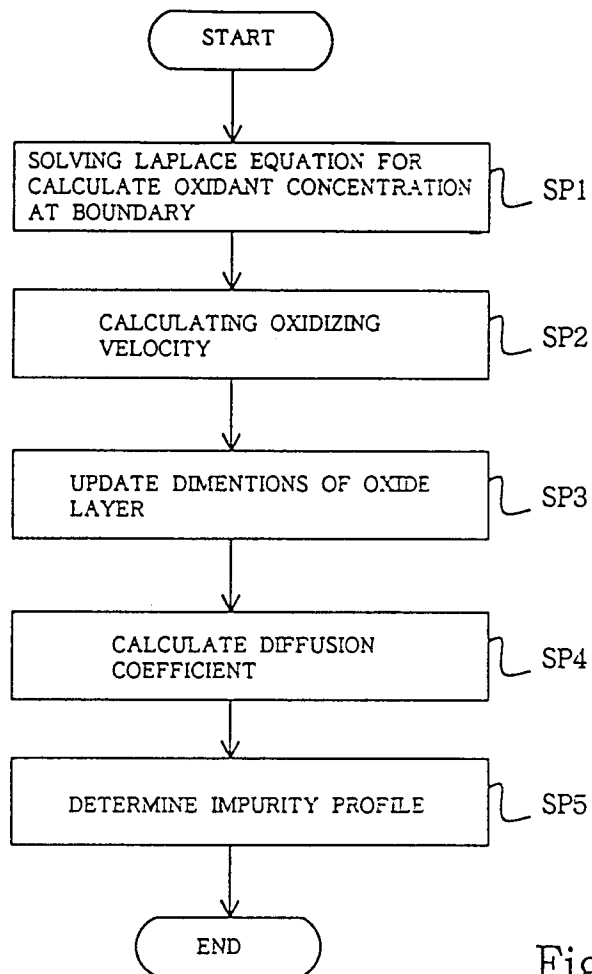 START
SOLVING LAPLACE EQUATION FOR
CALCULATE OXIDANT CONCENTRATION
AT BOUNDARY
SP1
CALCULATING OXIDIZING
VELOCITY
SP2
UPDATE DIMENTIONS OF OXIDE
LAYER
SP3
CALCULATE DIFFUSION
COEFFICIENT
SP4
DETERMINE IMPURITY PROFILE
SP5
END
Fig